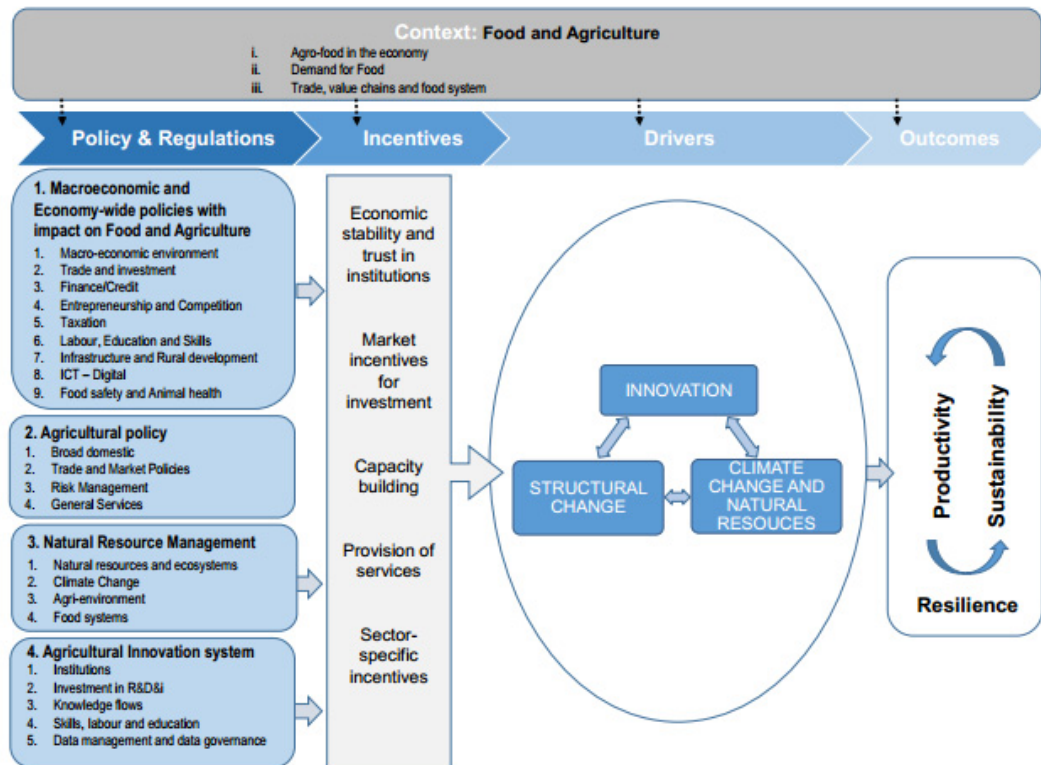 Context: Food and Agriculture
i. Agro-food in the economy
ii. Demand for Food
iii. Trade, value chains and food system
Policy & Regulations
Incentives
Drivers
Outcomes
1. Macroeconomic and
Economy-wide policies with
impact on Food and Agriculture
1. Macro-economic environment
2. Trade and investment
3. Finance/Credit
4. Entrepreneurship and Competition
5. Taxation
6. Labour, Education and Skills
7. Infrastructure and Rural development
8. ICT – Digital
9. Food safety and Animal health
2. Agricultural policy
1. Broad domestic
2. Trade and Market Policies
3. Risk Management
4. General Services
3. Natural Resource Management
1. Natural resources and ecosystems
2. Climate Change
3. Agri-environment
4. Food systems
4. Agricultural Innovation system
1. Institutions
2. Investment in R&D&i
3. Knowledge flows
4. Skills, labour and education
5. Data management and data governance
Economic
stability and
trust in
institutions
Market
incentives for
investment
Capacity
building
Provision of
services
Sector-
specific
incentives
INNOVATION
STRUCTURAL
CHANGE
CLIMATE
CHANGE AND
NATURAL
RESOUCES
Productivity
Sustainability
Resilience